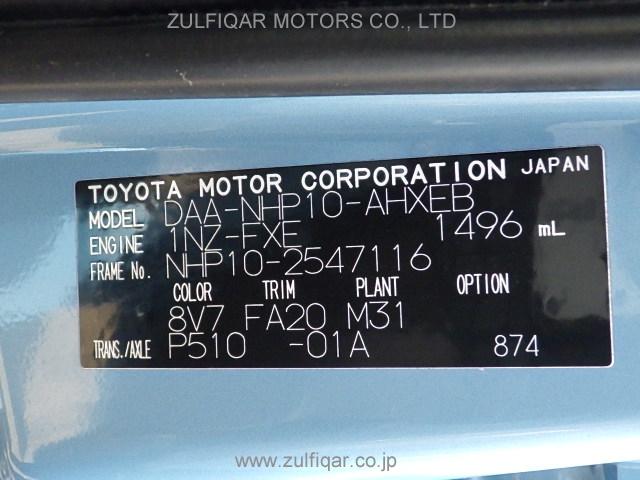 ZULFIQAR MOTORS CO., LTD
TOYOTA MOTOR CORPORATION JAPAN
MODEL DAA-NHP10-AHXEB
ENGINE 1NZ-FXE 1496 mL
FRAME No. NHP10-2547116
COLOR TRIM PLANT OPTION
8V7 FA20 M31
TRANS./AXLE P510 -01A 874
www.zulfiqar.co.jp